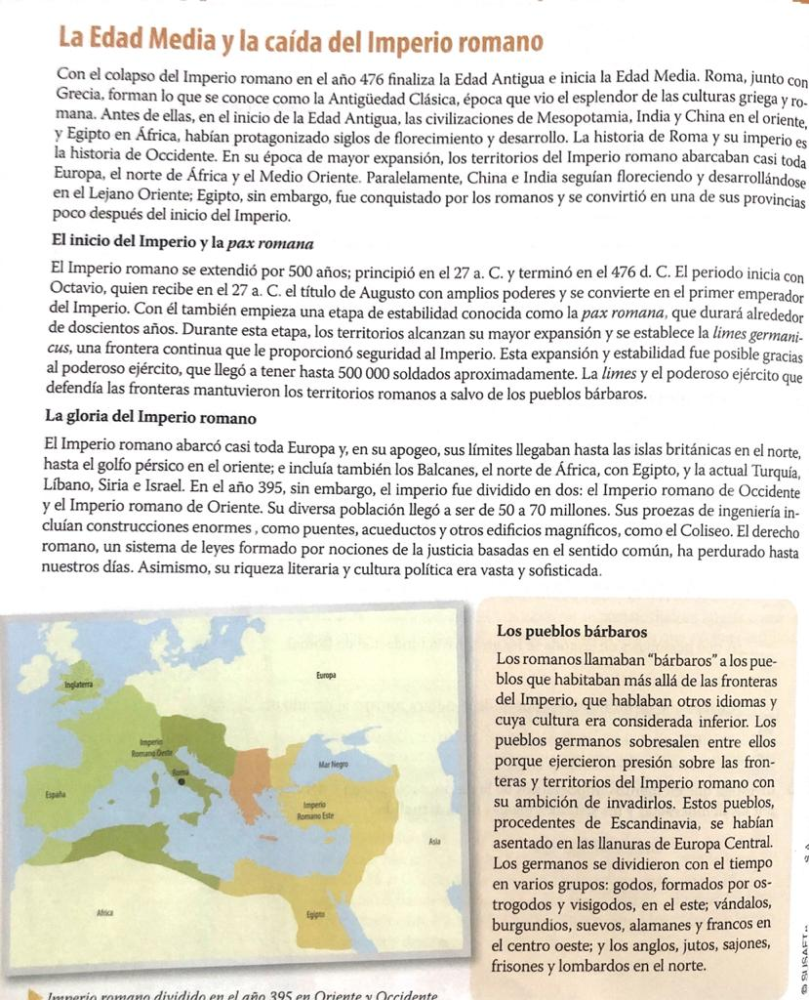 La Edad Media y la caída del Imperio romano
Con el colapso del Imperio romano en el año 476 finaliza la Edad Antigua e inicia la Edad Media. Roma, junto con
Grecia, forman lo que se conoce como la Antigüedad Clásica, época que vio el esplendor de las culturas griega y ro-
mana. Antes de ellas, en el inicio de la Edad Antigua, las civilizaciones de Mesopotamia, India y China en el oriente,
y Egipto en África, habían protagonizado siglos de florecimiento y desarrollo. La historia de Roma y su imperio es
la historia de Occidente. En su época de mayor expansión, los territorios del Imperio romano abarcaban casi toda
Europa, el norte de África y el Medio Oriente. Paralelamente, China e India seguían floreciendo y desarrollándose
en el Lejano Oriente; Egipto, sin embargo, fue conquistado por los romanos y se convirtió en una de sus provincias
poco después del inicio del Imperio.
El inicio del Imperio y la pax romana
El Imperio romano se extendió por 500 años; principió en el 27 a. C. y terminó en el 476 d. C. El periodo inicia con
Octavio, quien recibe en el 27 a. C. el título de Augusto con amplios poderes y se convierte en el primer emperador
del Imperio. Con él también empieza una etapa de estabilidad conocida como la pax romana, que durará alrededor
de doscientos años. Durante esta etapa, los territorios alcanzan su mayor expansión y se establece la limes germani-
cus, una frontera continua que le proporcionó seguridad al Imperio. Esta expansión y estabilidad fue posible gracias
al poderoso ejército, que llegó a tener hasta 500 000 soldados aproximadamente. La limes y el poderoso ejército que
defendía las fronteras mantuvieron los territorios romanos a salvo de los pueblos bárbaros.
La gloria del Imperio romano
El Imperio romano abarcó casi toda Europa y, en su apogeo, sus límites llegaban hasta las islas británicas en el norte,
hasta el golfo pérsico en el oriente; e incluía también los Balcanes, el norte de África, con Egipto, y la actual Turquía,
Líbano, Siria e Israel. En el año 395, sin embargo, el imperio fue dividido en dos: el Imperio romano de Occidente
y el Imperio romano de Oriente. Su diversa población llegó a ser de 50 a 70 millones. Sus proezas de ingeniería in-
cluían construcciones enormes , como puentes, acueductos y otros edificios magníficos, como el Coliseo. El derecho
romano, un sistema de leyes formado por nociones de la justicia basadas en el sentido común, ha perdurado hasta
nuestros días. Asimismo, su riqueza literaria y cultura política era vasta y sofisticada.
Inglaterra
Europa
Imperio
Romano Oeste
Roma
España
Mar Negro
Imperio
Romano Este
Asia
Africa
Egipto
Imperio romano dividido en el año 395 en Oriente y Occidente
Los pueblos bárbaros
Los romanos llamaban “bárbaros” a los pue-
blos que habitaban más allá de las fronteras
del Imperio, que hablaban otros idiomas y
cuya cultura era considerada inferior. Los
pueblos germanos sobresalen entre ellos
porque ejercieron presión sobre las fron-
teras y territorios del Imperio romano con
su ambición de invadirlos. Estos pueblos,
procedentes de Escandinavia, se habían
asentado en las llanuras de Europa Central.
Los germanos se dividieron con el tiempo
en varios grupos: godos, formados por os-
trogodos y visigodos, en el este; vándalos,
burgundios, suevos, alamanes y francos en
el centro oeste; y los anglos, jutos, sajones,
frisones y lombardos en el norte.